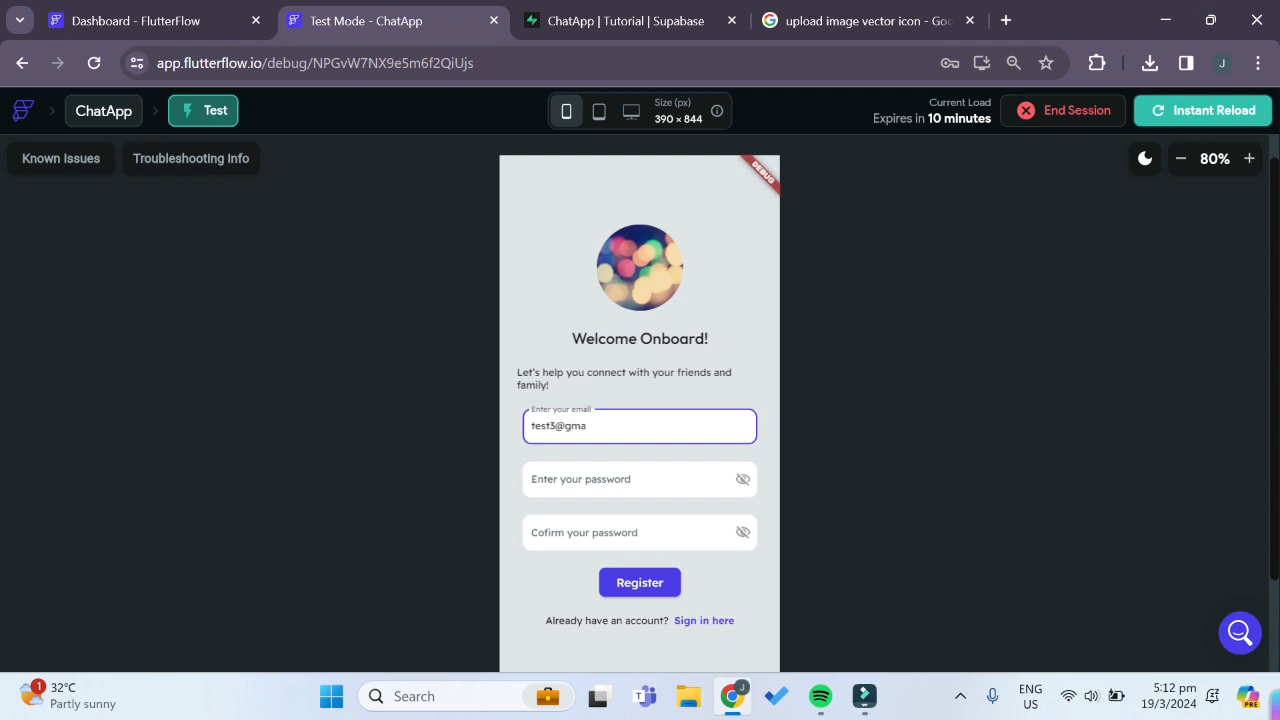 Dashboard - FlutterFlow
Test Mode - ChatApp
ChatApp | Tutorial | Supabase
upload image vector icon - Goo
app.flutterflow.io/debug/NPGvW7NX9e5m6f2QiUjs
J
ChatApp
Test
Size (px)
390 × 844
Current Load
Expires in 10 minutes
End Session
Instant Reload
Known Issues
Troubleshooting Info
80%
DEBUG
Welcome Onboard!
Let's help you connect with your friends and
family!
Enter your email
test3@gma
Enter your password
Cofirm your password
Register
Already have an account? Sign in here
1
32°C
Partly sunny
Search
J
ENG
US
5:12 pm
19/3/2024
PRE